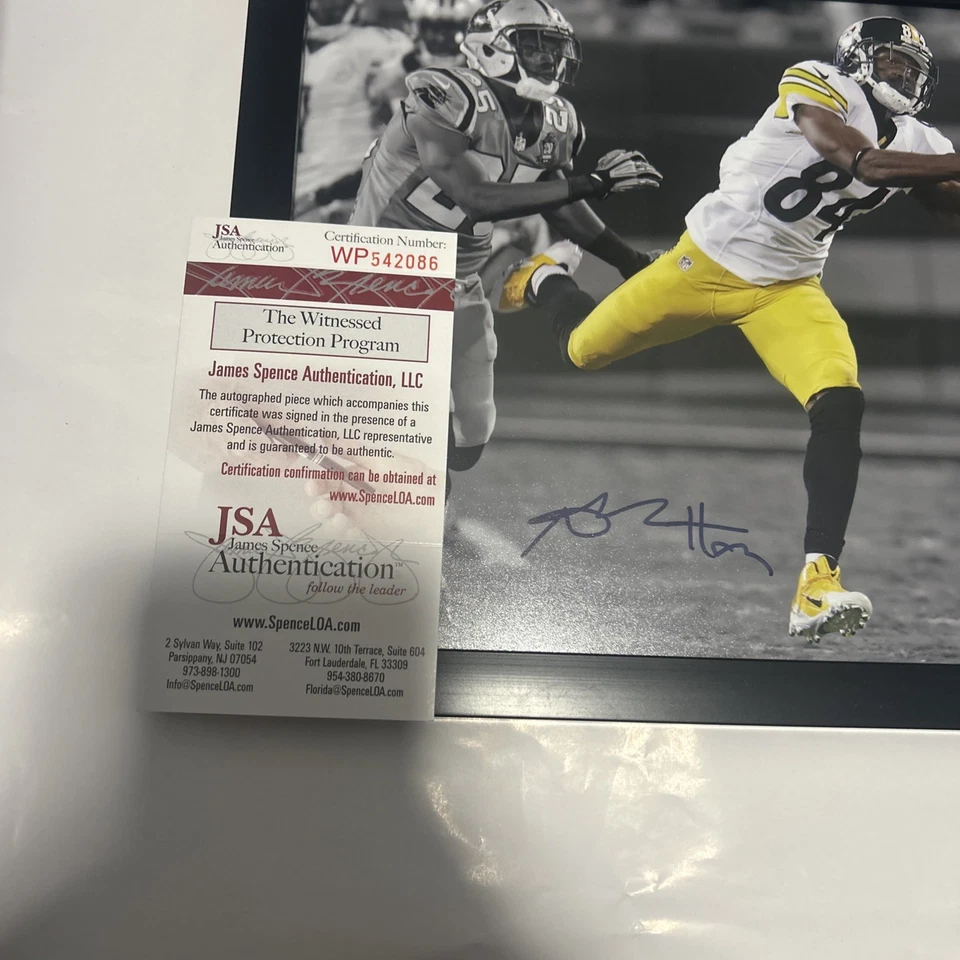 JSA
James Spence
Authentication™
Certification Number:
WP542086
The Witnessed
Protection Program
James Spence Authentication, LLC
The autographed piece which accompanies this
certificate was signed in the presence of a
James Spence Authentication, LLC representative
and is guaranteed to be authentic.
Certification confirmation can be obtained at
www.SpenceLOA.com
JSA
James Spence
Authentication™
follow the leader
www.SpenceLOA.com
2 Sylvan Way, Suite 102
Parsippany, NJ 07054
973-898-1300
Info@SpenceLOA.com
3223 N.W. 10th Terrace, Suite 604
Fort Lauderdale, FL 33309
954-380-8670
Florida@SpenceLOA.com
84
84